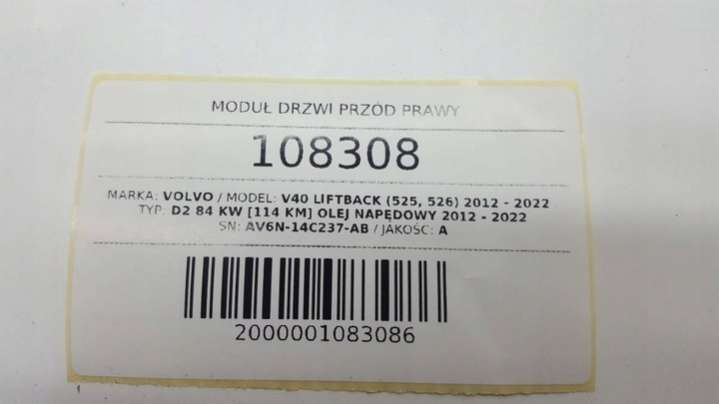 MODUŁ DRZWI PRZÓD PRAWY
108308
MARKA: VOLVO / MODEL: V40 LIFTBACK (525, 526) 2012 - 2022
TYP: D2 84 KW [114 KM] OLEJ NAPĘDOWY 2012 - 2022
SN: AV6N-14C237-AB / JAKOŚĆ: A
2000001083086